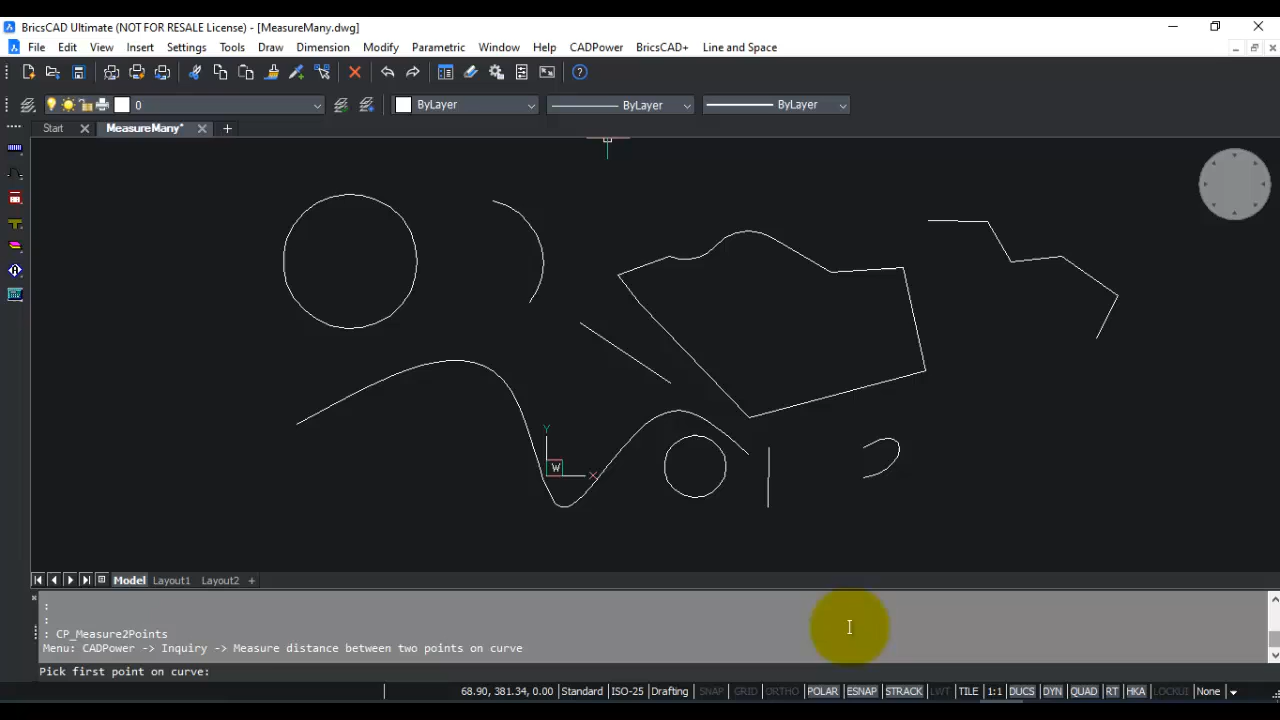 BricsCAD Ultimate (NOT FOR RESALE License) - [MeasureMany.dwg]
File Edit View Insert Settings Tools Draw Dimension Modify Parametric Window Help CADPower BricsCAD+ Line and Space
0 ByLayer ByLayer ByLayer
Start MeasureMany*
Y
W
X
Model Layout1 Layout2
:
:
: CP_Measure2Points
Menu: CADPower -> Inquiry -> Measure distance between two points on curve
Pick first point on curve:
68.90, 381.34, 0.00 Standard ISO-25 Drafting SNAP GRID ORTHO POLAR ESNAP STRACK LWT TILE 1:1 DUCS DYN QUAD RT HKA LOCKUI None